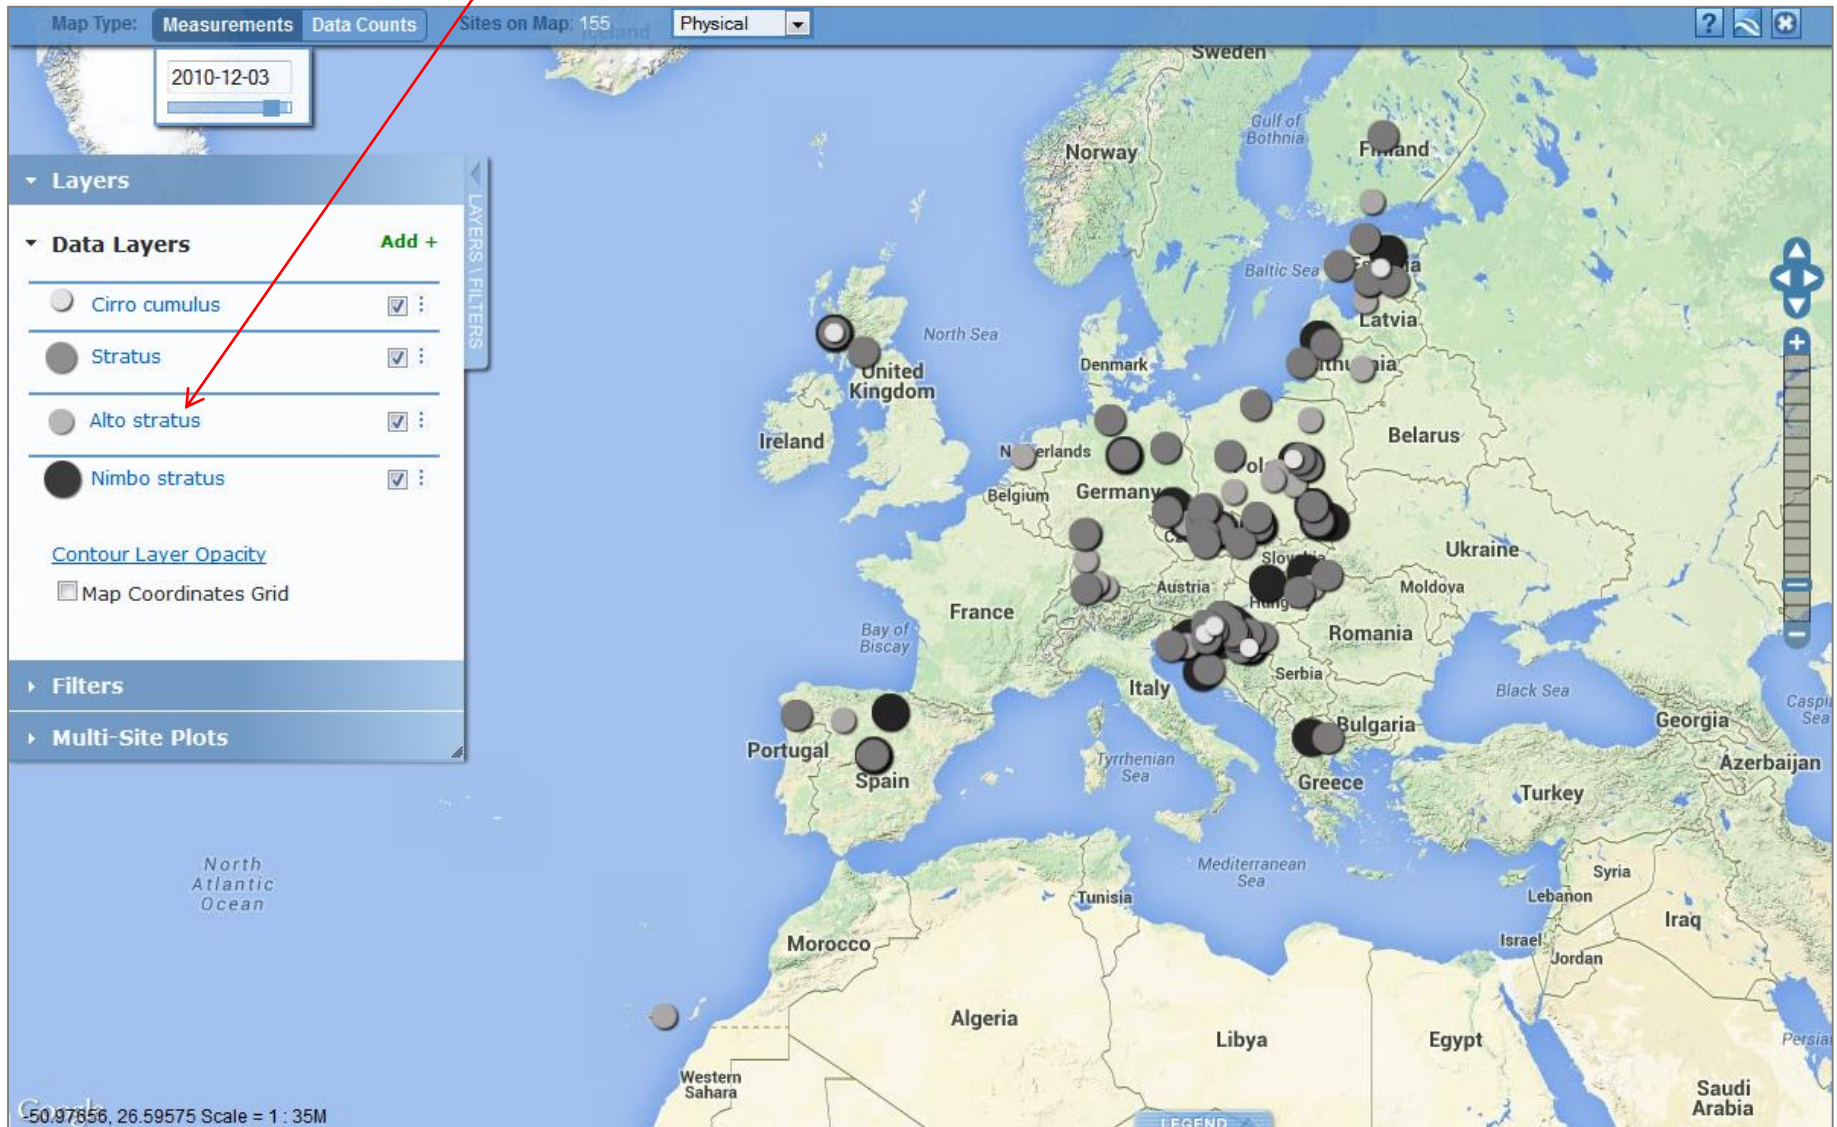 Map Type: Measurements Data Counts Sites on Map: 155 Physical
Iceland
2010-12-03
Layers
Data Layers Add +
Cirro cumulus
Stratus
Alto stratus
Nimbo stratus
Contour Layer Opacity
Map Coordinates Grid
Filters
Multi-Site Plots
LAYERS \ FILTERS
Sweden
Gulf of
Bothnia
Norway
Baltic Sea
Latvia
North Sea
Denmark
United
Kingdom
Ireland
Belarus
Belgium
Germany
Ukraine
Austria
Moldova
France
Bay of
Biscay
Romania
Serbia
Italy
Black Sea
Georgia
Bulgaria
Portugal
Spain
Tyrrhenian
Sea
Greece
Turkey
Azerbaijan
North
Atlantic
Ocean
Mediterranean
Sea
Syria
Lebanon
Tunisia
Iraq
Israel
Jordan
Morocco
Algeria
Libya
Egypt
Western
Sahara
Saudi
Arabia
Google
-50.97656, 26.59575 Scale = 1 : 35M
LEGEND